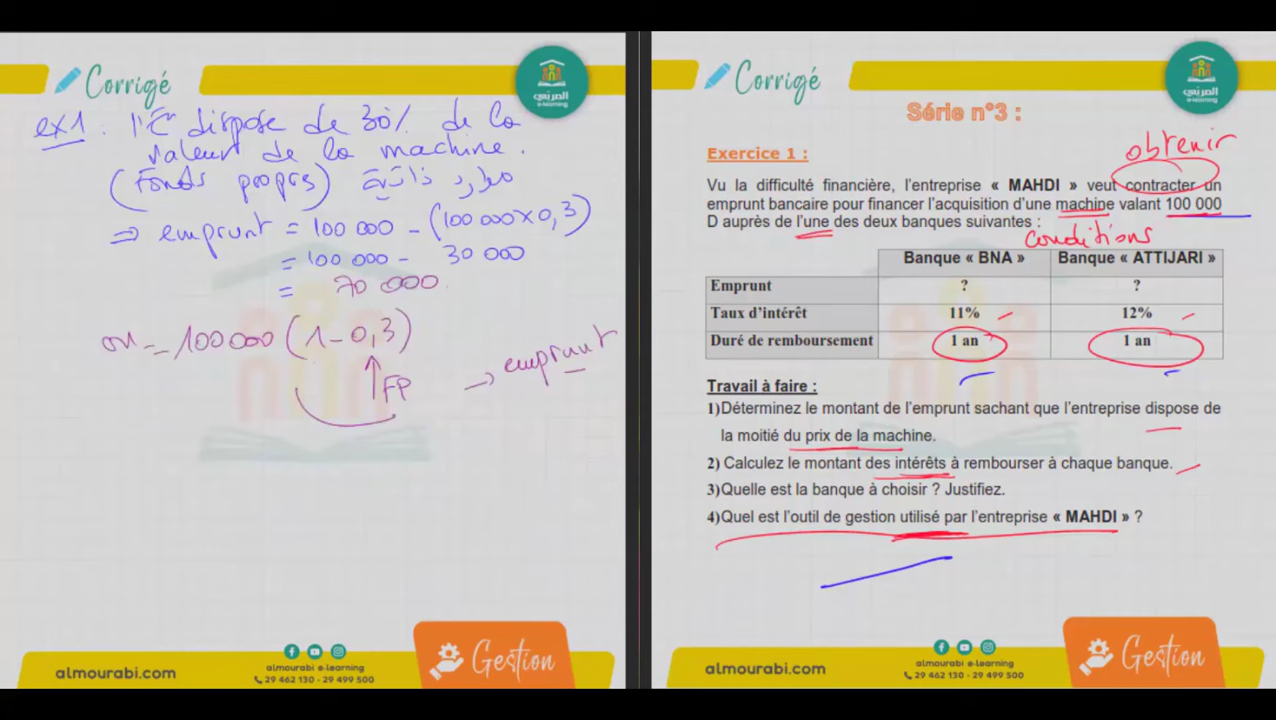 Corrigé
العربي
e-learning
ex1. l'E dispose de 30% de la
valeur de la machine.
(Fonds propres) موارد ذاتية
⇒ emprunt = 100 000 - (100 000 x 0,3)
= 100 000 - 30 000
= 70 000.
ou = 100 000 (1 - 0,3)
↑ FP
→ emprunt
almourabi.com
almourabi e-learning
29 462 130 - 29 499 500
Gestion
Corrigé
e-learning
Série n°3 :
Exercice 1 :
obtenir
Vu la difficulté financière, l'entreprise « MAHDI » veut contracter un
emprunt bancaire pour financer l'acquisition d'une machine valant 100 000
D auprès de l'une des deux banques suivantes :
conditions
Banque « BNA » Banque « ATTIJARI »
Emprunt ? ?
Taux d'intérêt 11% 12%
Duré de remboursement 1 an 1 an
Travail à faire :
1)Déterminez le montant de l'emprunt sachant que l'entreprise dispose de
la moitié du prix de la machine.
2) Calculez le montant des intérêts à rembourser à chaque banque.
3)Quelle est la banque à choisir ? Justifiez.
4)Quel est l'outil de gestion utilisé par l'entreprise « MAHDI » ?
almourabi.com
almourabi e-learning
29 462 130 - 29 499 500
Gestion